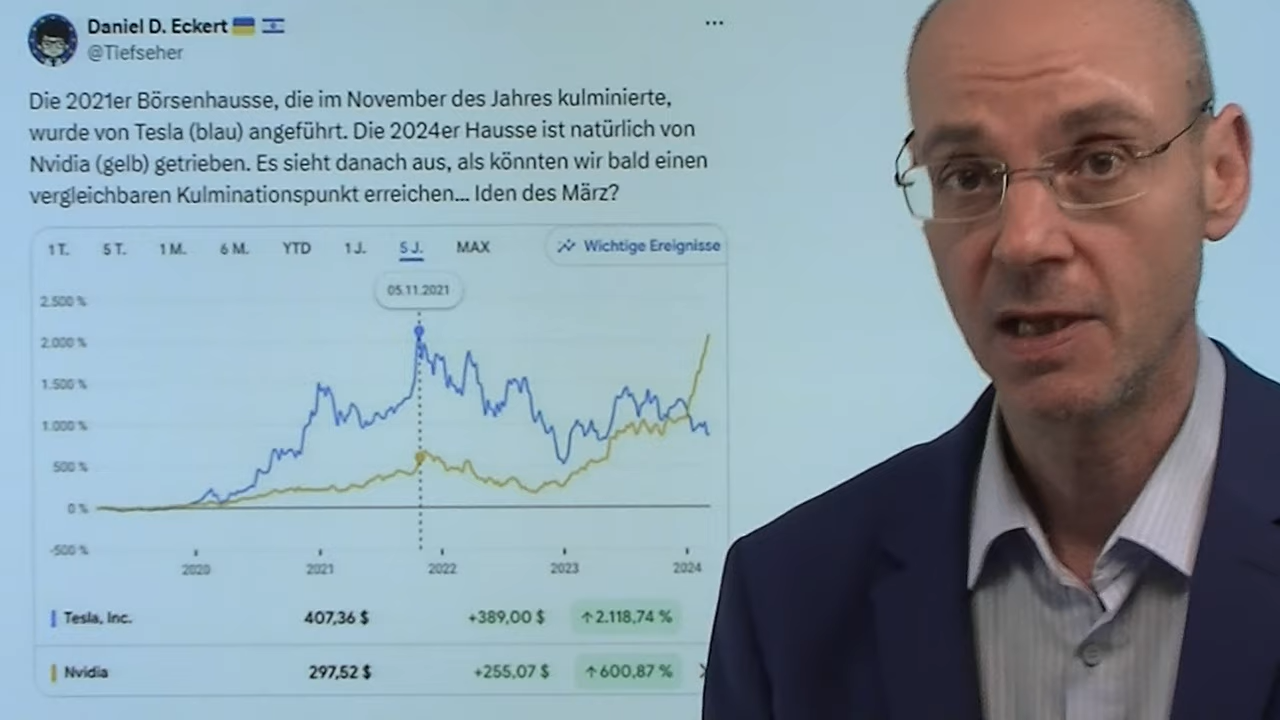 Daniel D. Eckert
@Tiefseher
Die 2021er Börsenhausse, die im November des Jahres kulminierte,
wurde von Tesla (blau) angeführt. Die 2024er Hausse ist natürlich von
Nvidia (gelb) getrieben. Es sieht danach aus, als könnten wir bald einen
vergleichbaren Kulminationspunkt erreichen... Iden des März?
1 T. 5 T. 1 M. 6 M. YTD 1 J. 5 J. MAX Wichtige Ereignisse
05.11.2021
2.500 %
2.000 %
1.500 %
1.000 %
500 %
0 %
-500 %
2020 2021 2022 2023 2024
Tesla, Inc. 407,36 $ +389,00 $ ↑2.118,74 %
Nvidia 297,52 $ +255,07 $ ↑600,87 %